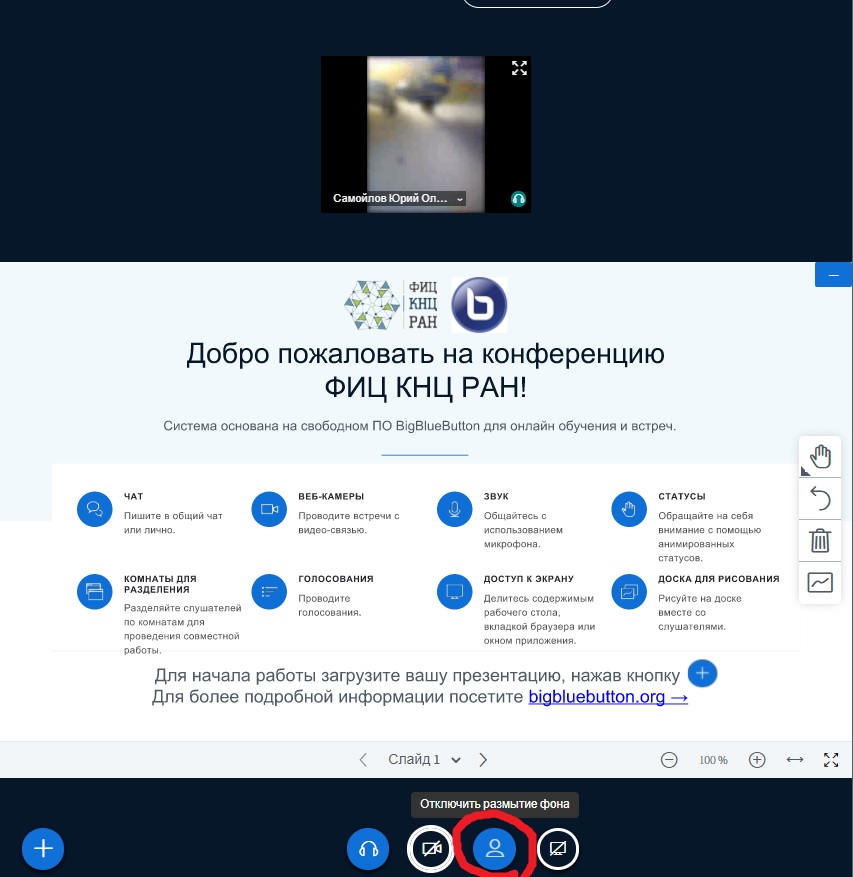 Самойлов Юрий Ол...
ФИЦ
КНЦ
РАН
b
Добро пожаловать на конференцию
ФИЦ КНЦ РАН!
Система основана на свободном ПО BigBlueButton для онлайн обучения и встреч.
ЧАТ
Пишите в общий чат
или лично.
ВЕБ-КАМЕРЫ
Проводите встречи с
видео-связью.
ЗВУК
Общайтесь с
использованием
микрофона.
СТАТУСЫ
Обращайте на себя
внимание с помощью
анимированных
статусов.
КОМНАТЫ ДЛЯ
РАЗДЕЛЕНИЯ
Разделяйте слушателей
по комнатам для
проведения совместной
работы.
ГОЛОСОВАНИЯ
Проводите
голосования.
ДОСТУП К ЭКРАНУ
Делитесь содержимым
рабочего стола,
вкладкой браузера или
окном приложения.
ДОСКА ДЛЯ РИСОВАНИЯ
Рисуйте на доске
вместе со
слушателями.
Для начала работы загрузите вашу презентацию, нажав кнопку
Для более подробной информации посетите bigbluebutton.org →
Слайд 1
100 %
Отключить размытие фона